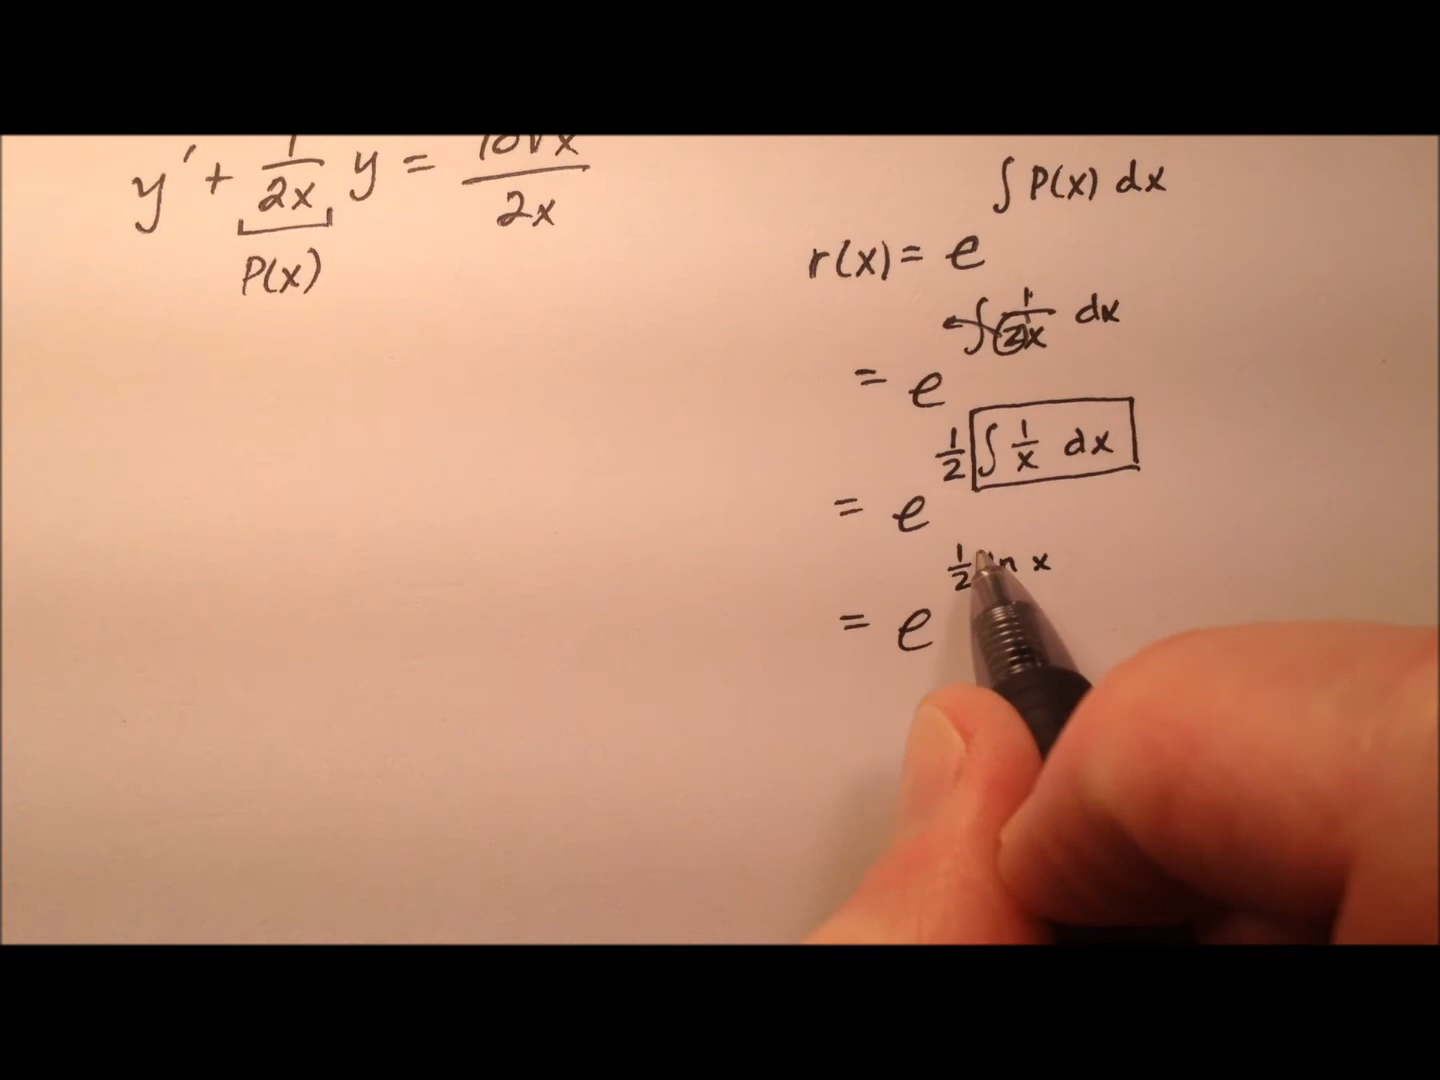 y' + 1/2x y = 10√x/2x
P(x)
r(x) = e^∫ P(x) dx
= e^∫ 1/2x dx
= e^1/2 ∫ 1/x dx
= e^1/2 ln x